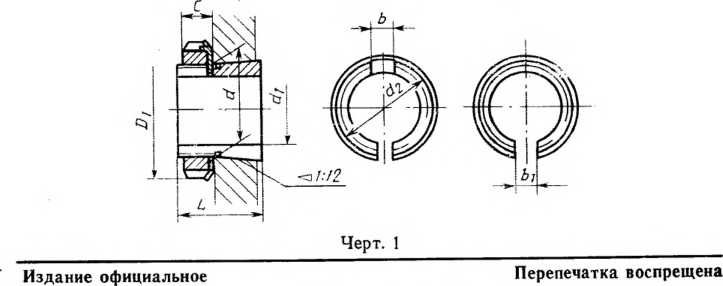 C
b
D₁
d
d₁
d₂
◁1:12
b₁
L
Черт. 1
Издание официальное
Перепечатка воспрещена